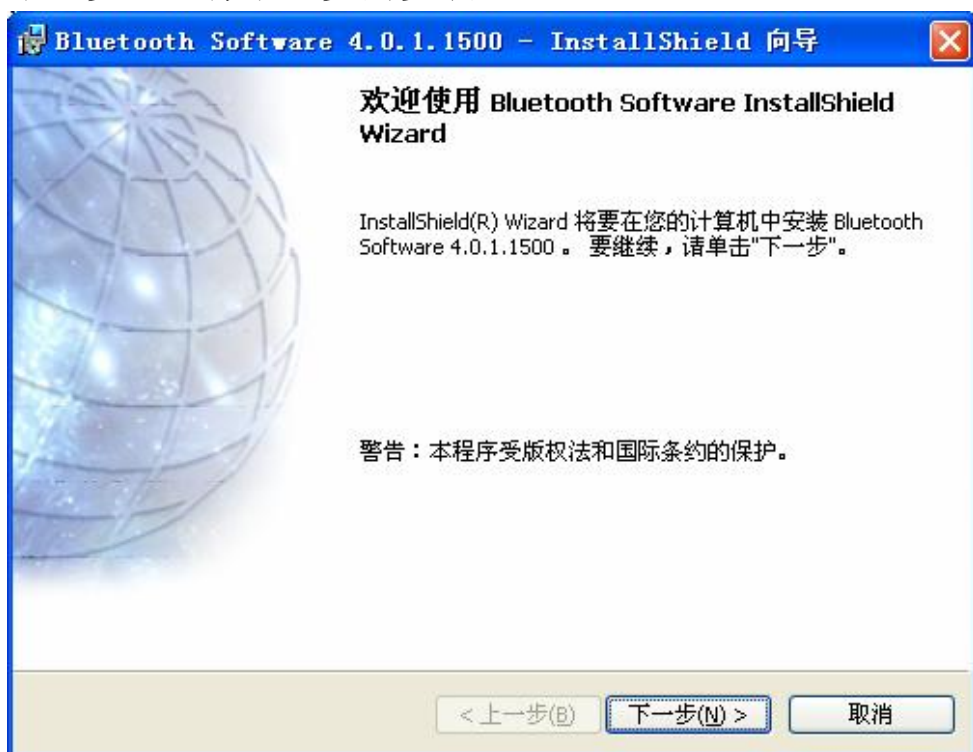 Bluetooth Software 4.0.1.1500 - InstallShield 向导
欢迎使用 Bluetooth Software InstallShield
Wizard
InstallShield(R) Wizard 将要在您的计算机中安装 Bluetooth
Software 4.0.1.1500 。 要继续，请单击"下一步"。
警告：本程序受版权法和国际条约的保护。
< 上一步(B) 下一步(N) > 取消